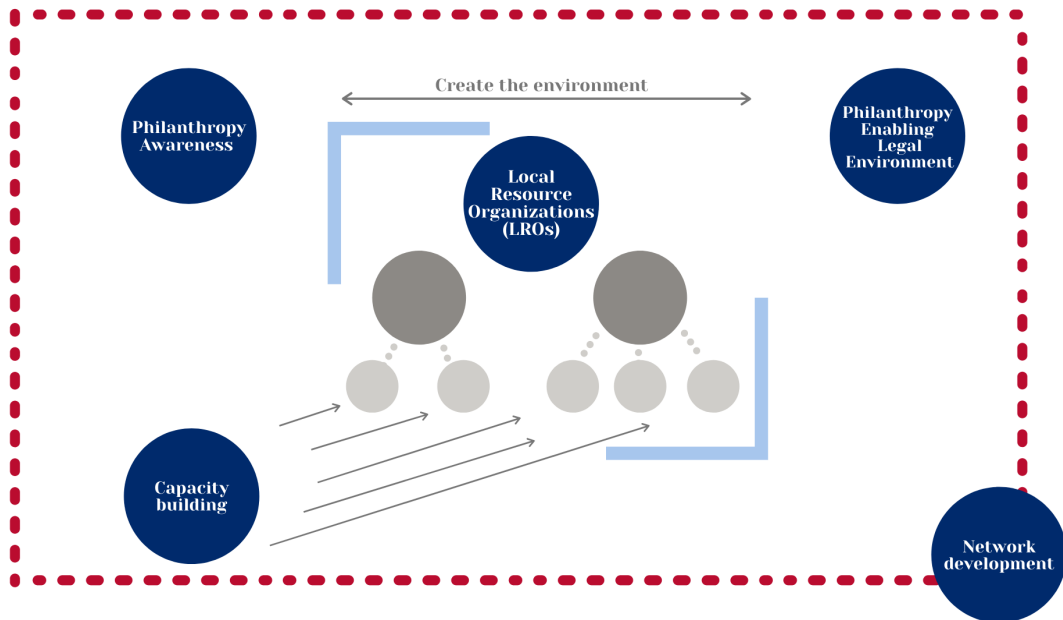 Create the environment
Philanthropy
Awareness
Philanthropy
Enabling
Legal
Environment
Local
Resource
Organizations
(LROs)
Capacity
building
Network
development